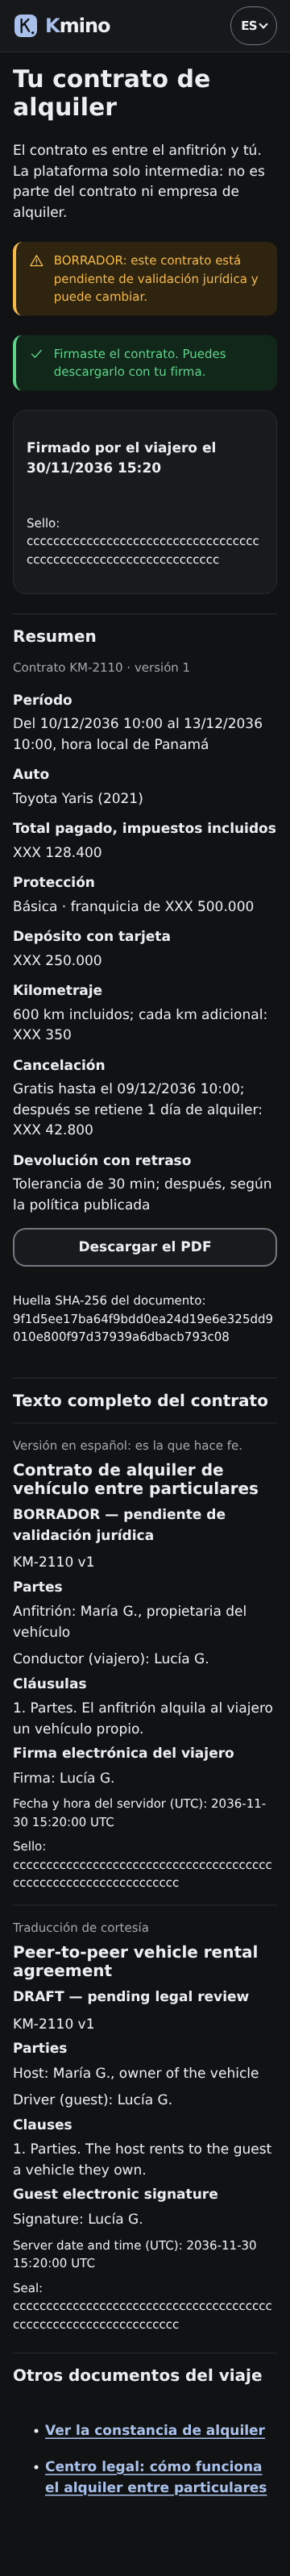 K. Kmino
ES
Tu contrato de
alquiler
El contrato es entre el anfitrión y tú.
La plataforma solo intermedia: no es
parte del contrato ni empresa de
alquiler.
BORRADOR: este contrato está
pendiente de validación jurídica y
puede cambiar.
Firmaste el contrato. Puedes
descargarlo con tu firma.
Firmado por el viajero el
30/11/2036 15:20
Sello:
ccccccccccccccccccccccccccccccccccc
ccccccccccccccccccccccccccccc
Resumen
Contrato KM-2110 · versión 1
Período
Del 10/12/2036 10:00 al 13/12/2036
10:00, hora local de Panamá
Auto
Toyota Yaris (2021)
Total pagado, impuestos incluidos
XXX 128.400
Protección
Básica · franquicia de XXX 500.000
Depósito con tarjeta
XXX 250.000
Kilometraje
600 km incluidos; cada km adicional:
XXX 350
Cancelación
Gratis hasta el 09/12/2036 10:00;
después se retiene 1 día de alquiler:
XXX 42.800
Devolución con retraso
Tolerancia de 30 min; después, según
la política publicada
Descargar el PDF
Huella SHA-256 del documento:
9f1d5ee17ba64f9bdd0ea24d19e6e325dd9
010e800f97d37939a6dbacb793c08
Texto completo del contrato
Versión en español: es la que hace fe.
Contrato de alquiler de
vehículo entre particulares
BORRADOR — pendiente de
validación jurídica
KM-2110 v1
Partes
Anfitrión: María G., propietaria del
vehículo
Conductor (viajero): Lucía G.
Cláusulas
1. Partes. El anfitrión alquila al viajero
un vehículo propio.
Firma electrónica del viajero
Firma: Lucía G.
Fecha y hora del servidor (UTC): 2036-11-
30 15:20:00 UTC
Sello:
ccccccccccccccccccccccccccccccccccccccc
ccccccccccccccccccccccccc
Traducción de cortesía
Peer-to-peer vehicle rental
agreement
DRAFT — pending legal review
KM-2110 v1
Parties
Host: María G., owner of the vehicle
Driver (guest): Lucía G.
Clauses
1. Parties. The host rents to the guest
a vehicle they own.
Guest electronic signature
Signature: Lucía G.
Server date and time (UTC): 2036-11-30
15:20:00 UTC
Seal:
ccccccccccccccccccccccccccccccccccccccc
ccccccccccccccccccccccccc
Otros documentos del viaje
• Ver la constancia de alquiler
• Centro legal: cómo funciona
el alquiler entre particulares